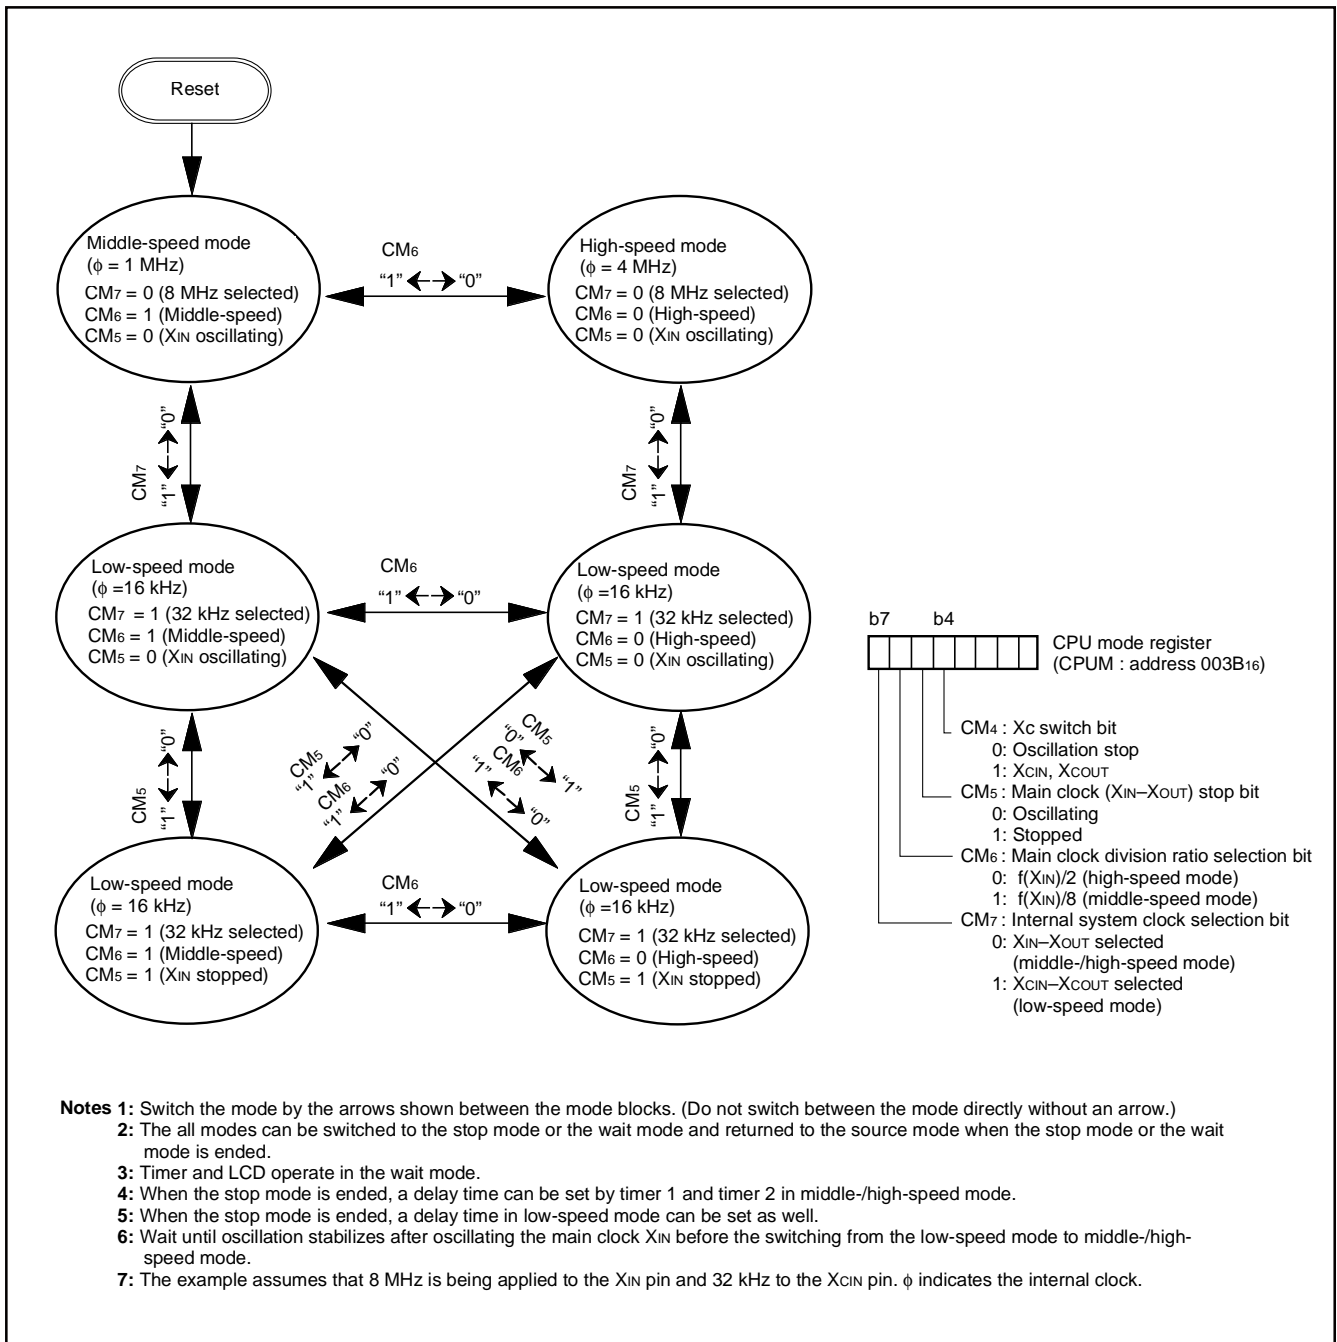 Reset
Middle-speed mode
(ϕ = 1 MHz)
CM7 = 0 (8 MHz selected)
CM6 = 1 (Middle-speed)
CM5 = 0 (XIN oscillating)
CM6
“1” “0”
High-speed mode
(ϕ = 4 MHz)
CM7 = 0 (8 MHz selected)
CM6 = 0 (High-speed)
CM5 = 0 (XIN oscillating)
CM7
“1” “0”
CM7
“1” “0”
Low-speed mode
(ϕ =16 kHz)
CM7 = 1 (32 kHz selected)
CM6 = 1 (Middle-speed)
CM5 = 0 (XIN oscillating)
CM6
“1” “0”
Low-speed mode
(ϕ =16 kHz)
CM7 = 1 (32 kHz selected)
CM6 = 0 (High-speed)
CM5 = 0 (XIN oscillating)
CM5
“1” “0”
CM5
“1” “0”
CM6
“1” “0”
CM5
“0” “1”
CM6
“1” “0”
CM5
“1” “0”
Low-speed mode
(ϕ = 16 kHz)
CM7 = 1 (32 kHz selected)
CM6 = 1 (Middle-speed)
CM5 = 1 (XIN stopped)
CM6
“1” “0”
Low-speed mode
(ϕ =16 kHz)
CM7 = 1 (32 kHz selected)
CM6 = 0 (High-speed)
CM5 = 1 (XIN stopped)
b7 b4
CPU mode register
(CPUM : address 003B16)
CM4 : Xc switch bit
0: Oscillation stop
1: XCIN, XCOUT
CM5 : Main clock (XIN–XOUT) stop bit
0: Oscillating
1: Stopped
CM6 : Main clock division ratio selection bit
0: f(XIN)/2 (high-speed mode)
1: f(XIN)/8 (middle-speed mode)
CM7 : Internal system clock selection bit
0: XIN–XOUT selected
(middle-/high-speed mode)
1: XCIN–XCOUT selected
(low-speed mode)
Notes 1: Switch the mode by the arrows shown between the mode blocks. (Do not switch between the mode directly without an arrow.)
2: The all modes can be switched to the stop mode or the wait mode and returned to the source mode when the stop mode or the wait
mode is ended.
3: Timer and LCD operate in the wait mode.
4: When the stop mode is ended, a delay time can be set by timer 1 and timer 2 in middle-/high-speed mode.
5: When the stop mode is ended, a delay time in low-speed mode can be set as well.
6: Wait until oscillation stabilizes after oscillating the main clock XIN before the switching from the low-speed mode to middle-/high-
speed mode.
7: The example assumes that 8 MHz is being applied to the XIN pin and 32 kHz to the XCIN pin. ϕ indicates the internal clock.